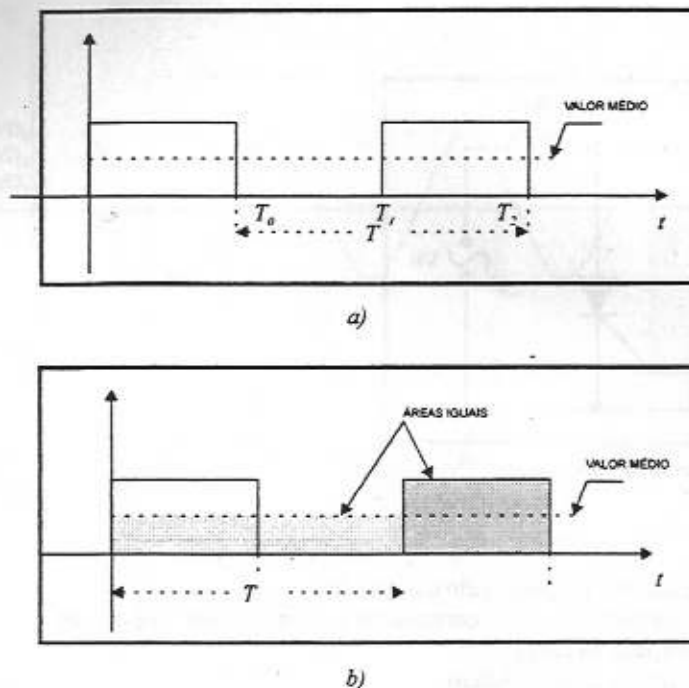 VALOR MÉDIO
T₀ T₁ T₂
T
t
a)
ÁREAS IGUAIS
VALOR MÉDIO
T
t
b)